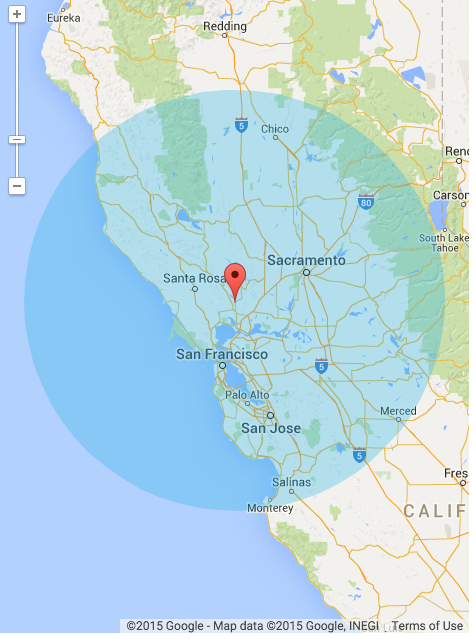 +
Eureka
Redding
5
Chico
Reno
80
Carson
South Lake
Tahoe
Sacramento
Santa Rosa
−
San Francisco
5
Palo Alto
Merced
San Jose
5
Fres
Salinas
Monterey
CALIF
©2015 Google - Map data ©2015 Google, INEGI Terms of Use